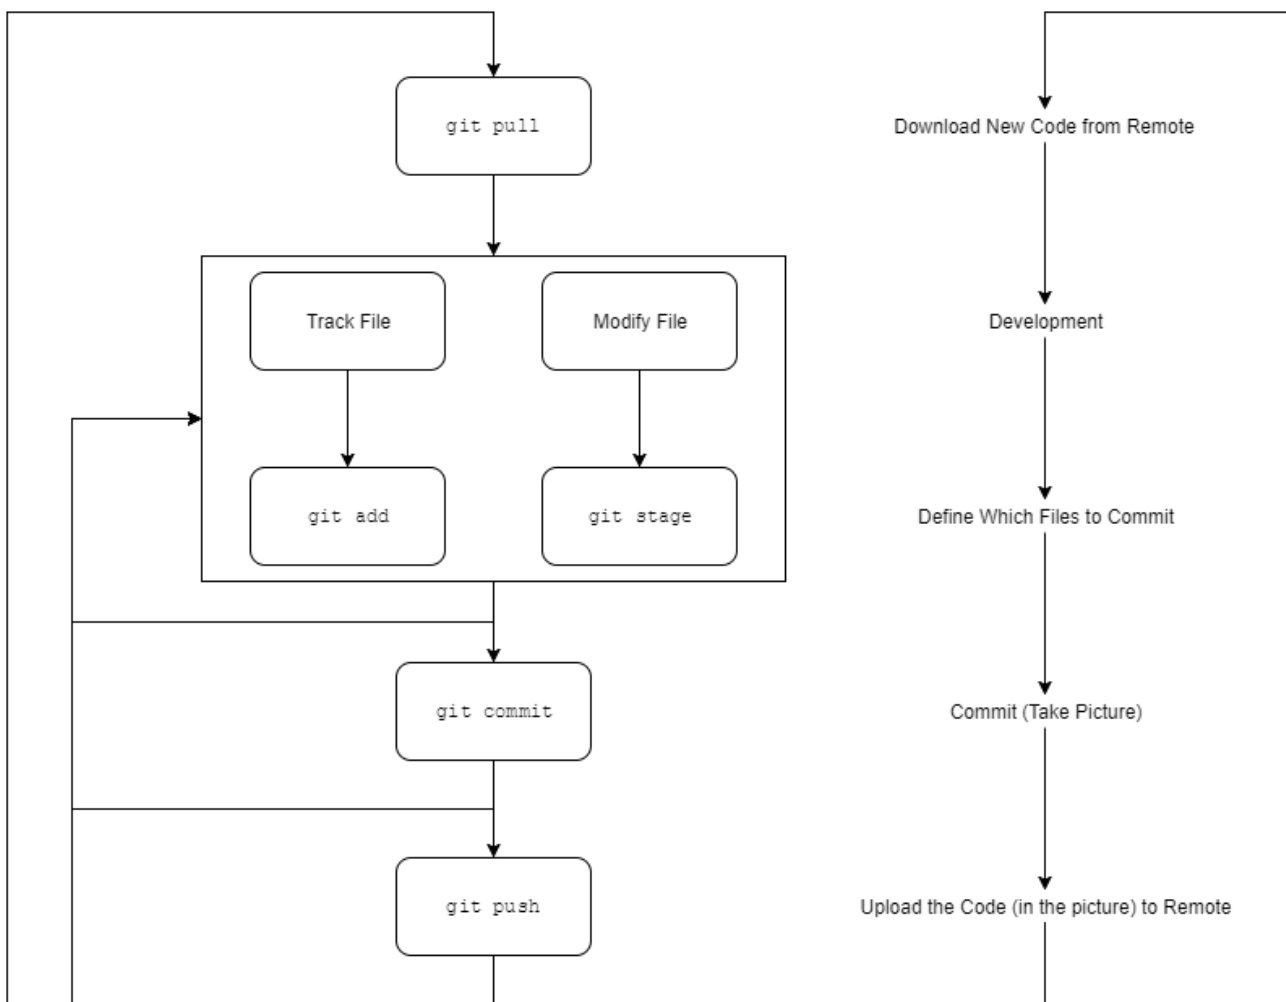 git pull
Download New Code from Remote
Track File
Modify File
Development
git add
git stage
Define Which Files to Commit
git commit
Commit (Take Picture)
git push
Upload the Code (in the picture) to Remote